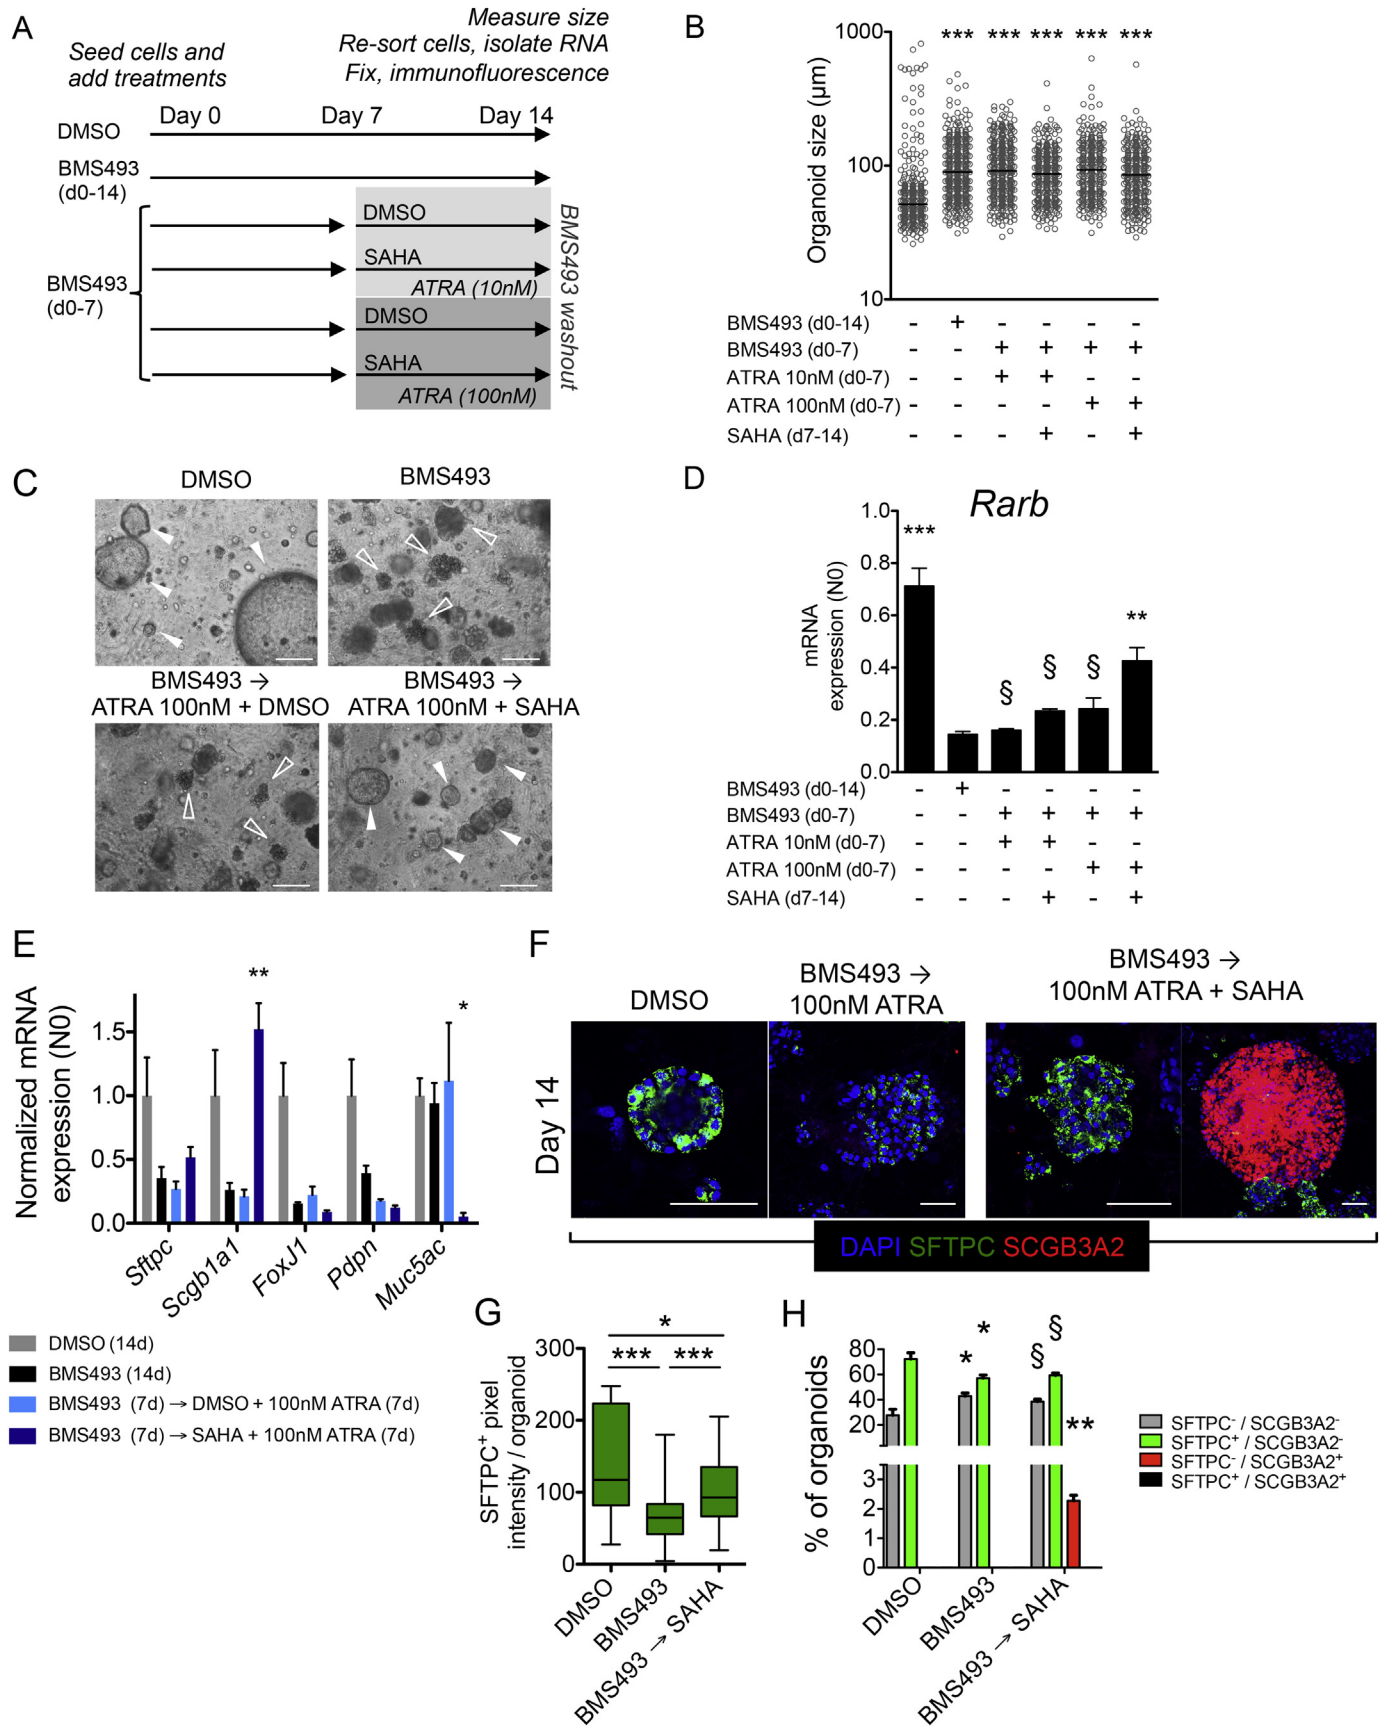 A
Seed cells and
add treatments
Measure size
Re-sort cells, isolate RNA
Fix, immunofluorescence
Day 0
Day 7
Day 14
DMSO
BMS493
(d0-14)
BMS493
(d0-7)
DMSO
SAHA
ATRA (10nM)
DMSO
SAHA
ATRA (100nM)
BMS493 washout
B
Organoid size (µm)
1000
100
10
*** *** *** *** ***
BMS493 (d0-14) - + - - - -
BMS493 (d0-7) - - + + + +
ATRA 10nM (d0-7) - - + + - -
ATRA 100nM (d0-7) - - - - + +
SAHA (d7-14) - - - + - +
C
DMSO
BMS493
BMS493 →
ATRA 100nM + DMSO
BMS493 →
ATRA 100nM + SAHA
D
Rarb
mRNA
expression (N0)
1.0
0.8
0.6
0.4
0.2
0.0
*** § § § **
BMS493 (d0-14) - + - - - -
BMS493 (d0-7) - - + + + +
ATRA 10nM (d0-7) - - + + - -
ATRA 100nM (d0-7) - - - - + +
SAHA (d7-14) - - - + - +
E
Normalized mRNA
expression (N0)
1.5
1.0
0.5
0.0
**
*
Sftpc
Scgb1a1
FoxJ1
Pdpn
Muc5ac
DMSO (14d)
BMS493 (14d)
BMS493 (7d) → DMSO + 100nM ATRA (7d)
BMS493 (7d) → SAHA + 100nM ATRA (7d)
F
DMSO
BMS493 →
100nM ATRA
BMS493 →
100nM ATRA + SAHA
Day 14
DAPI SFTPC SCGB3A2
G
SFTPC+ pixel
intensity / organoid
300
200
100
0
*
*** ***
DMSO
BMS493
BMS493 → SAHA
H
% of organoids
80
60
40
20
3
2
1
0
* * § § **
DMSO
BMS493
BMS493 → SAHA
SFTPC- / SCGB3A2-
SFTPC+ / SCGB3A2-
SFTPC- / SCGB3A2+
SFTPC+ / SCGB3A2+